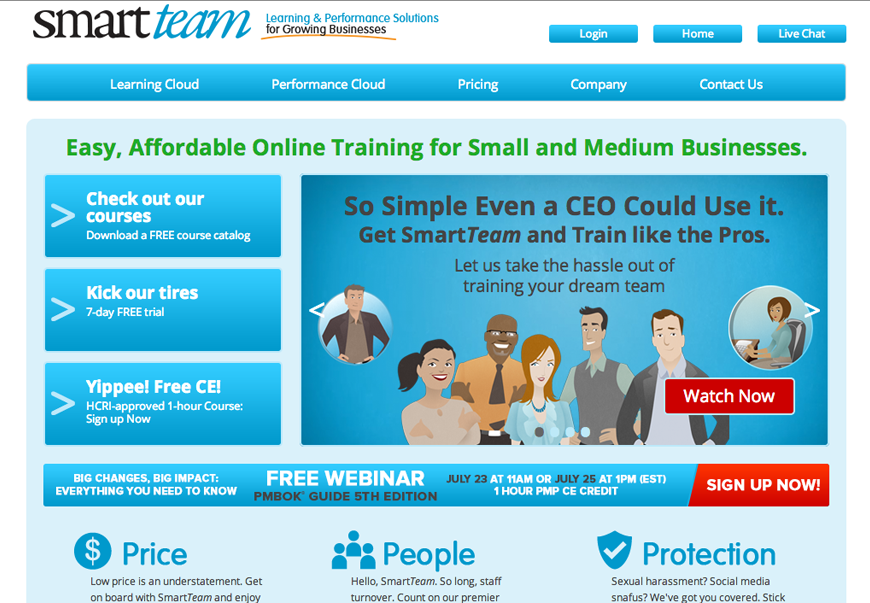 smartteam
Learning & Performance Solutions
for Growing Businesses
Login
Home
Live Chat
Learning Cloud
Performance Cloud
Pricing
Company
Contact Us
Easy, Affordable Online Training for Small and Medium Businesses.
Check out our
courses
Download a FREE course catalog
Kick our tires
7-day FREE trial
Yippee! Free CE!
HCRI-approved 1-hour Course:
Sign up Now
So Simple Even a CEO Could Use it.
Get SmartTeam and Train like the Pros.
Let us take the hassle out of
training your dream team
Watch Now
BIG CHANGES, BIG IMPACT:
EVERYTHING YOU NEED TO KNOW
FREE WEBINAR
PMBOK® GUIDE 5TH EDITION
JULY 23 AT 11AM OR JULY 25 AT 1PM (EST)
1 HOUR PMP CE CREDIT
SIGN UP NOW!
Price
Low price is an understatement. Get
on board with SmartTeam and enjoy
People
Hello, SmartTeam. So long, staff
turnover. Count on our premier
Protection
Sexual harassment? Social media
snafus? We've got you covered. Stick